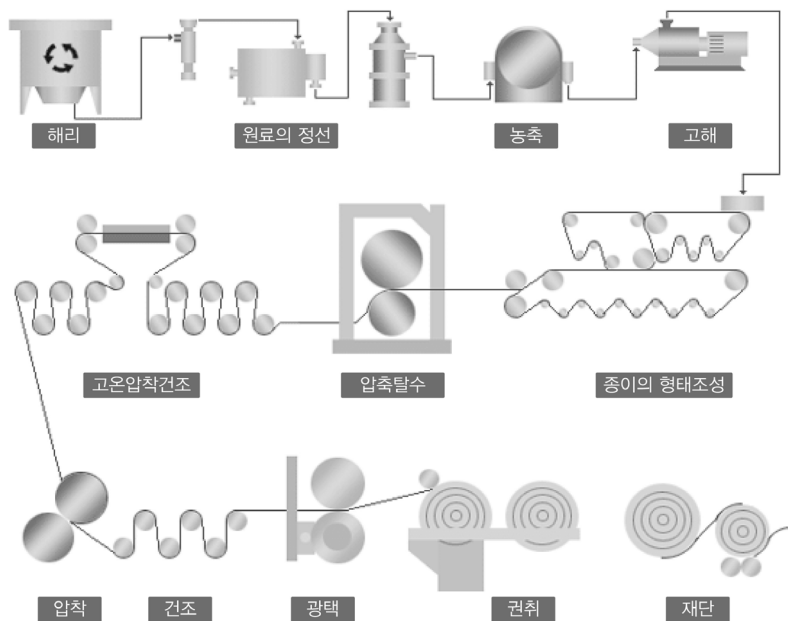 해리
원료의 정선
농축
고해
고온압착건조
압축탈수
종이의 형태조성
압착
건조
광택
권취
재단